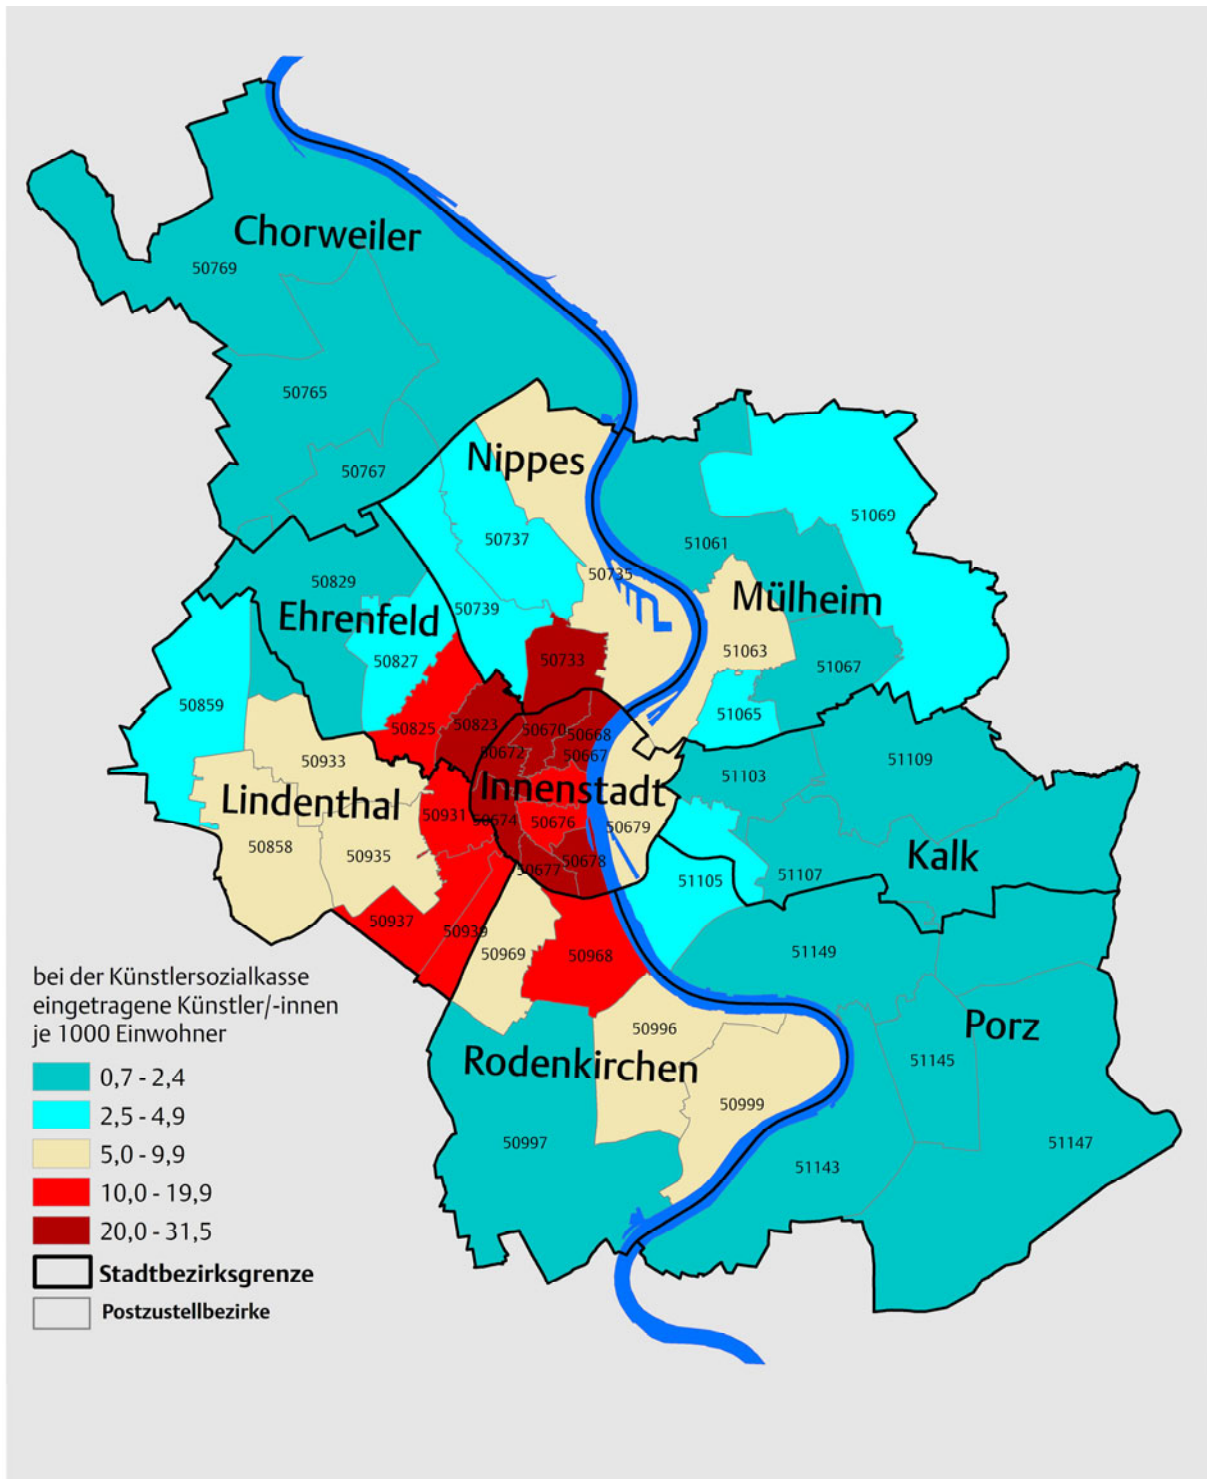 Chorweiler
50769
50765
50767
Nippes
50737
50735
50739
50733
51069
51061
Mülheim
51063
51067
51065
50829
Ehrenfeld
50827
50825
50823
50859
50933
Lindenthal
50931
50858
50935
50937
50939
50670
50668
50672
50667
Innenstadt
50674
50676
50679
50677
50678
51103
51109
Kalk
51107
51105
50969
50968
51149
50996
Rodenkirchen
50999
50997
Porz
51145
51147
51143
bei der Künstlersozialkasse
eingetragene Künstler/-innen
je 1000 Einwohner
0,7 - 2,4
2,5 - 4,9
5,0 - 9,9
10,0 - 19,9
20,0 - 31,5
Stadtbezirksgrenze
Postzustellbezirke